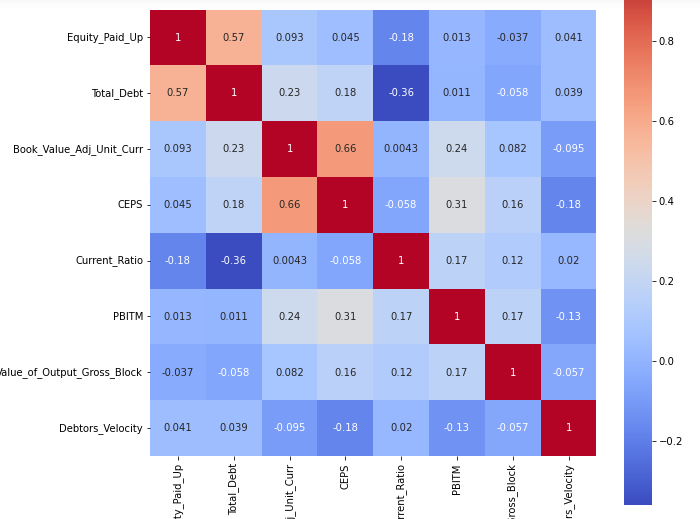 Equity_Paid_Up 1 0.57 0.093 0.045 -0.18 0.013 -0.037 0.041
Total_Debt 0.57 1 0.23 0.18 -0.36 0.011 -0.058 0.039
Book_Value_Adj_Unit_Curr 0.093 0.23 1 0.66 0.0043 0.24 0.082 -0.095
CEPS 0.045 0.18 0.66 1 -0.058 0.31 0.16 -0.18
Current_Ratio -0.18 -0.36 0.0043 -0.058 1 0.17 0.12 0.02
PBITM 0.013 0.011 0.24 0.31 0.17 1 0.17 -0.13
Value_of_Output_Gross_Block -0.037 -0.058 0.082 0.16 0.12 0.17 1 -0.057
Debtors_Velocity 0.041 0.039 -0.095 -0.18 0.02 -0.13 -0.057 1
ty_Paid_Up
Total_Debt
j_Unit_Curr
CEPS
rrent_Ratio
PBITM
Gross_Block
rs_Velocity
0.8
0.6
0.4
0.2
0.0
−0.2